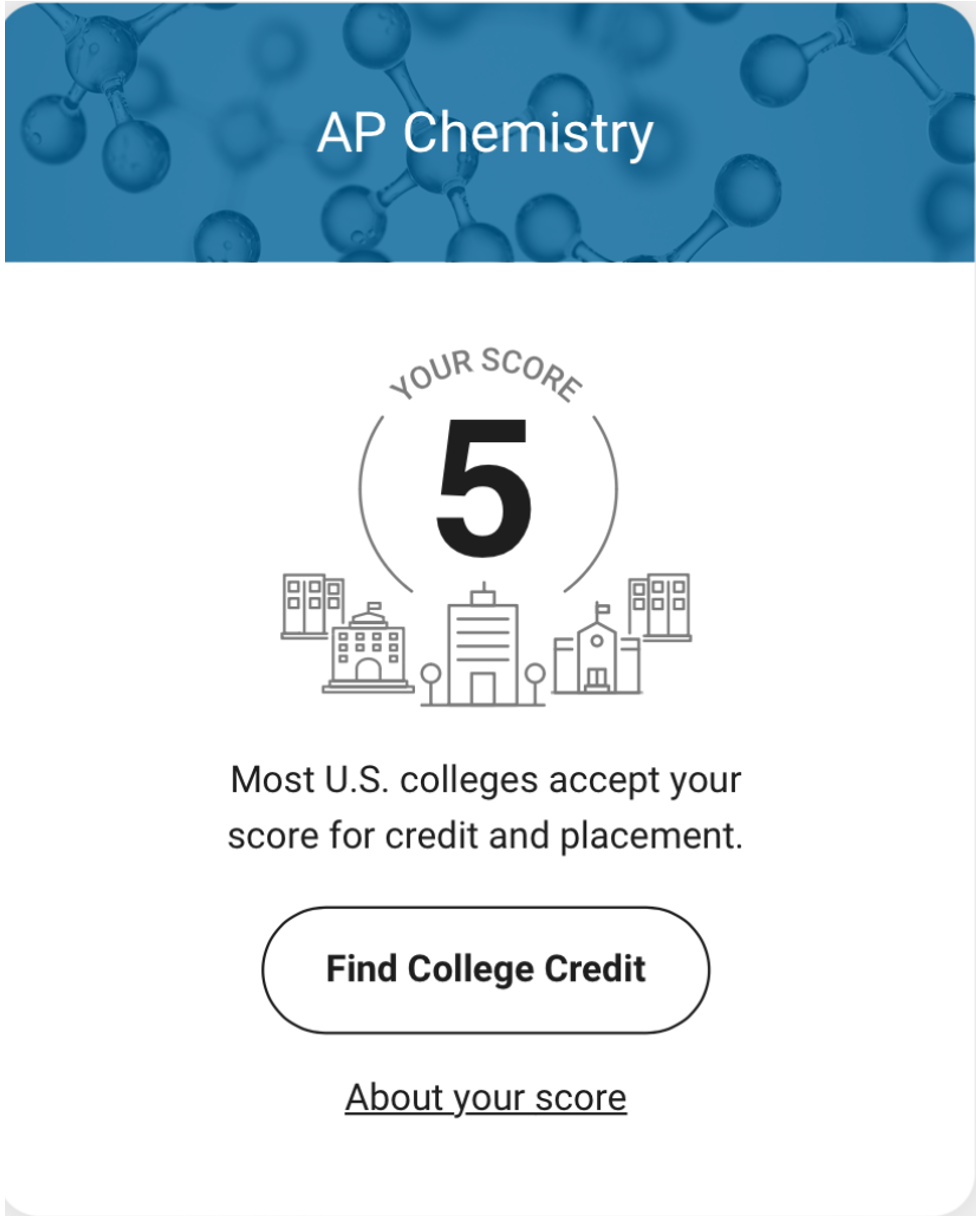 AP Chemistry
YOUR SCORE
5
Most U.S. colleges accept your
score for credit and placement.
Find College Credit
About your score